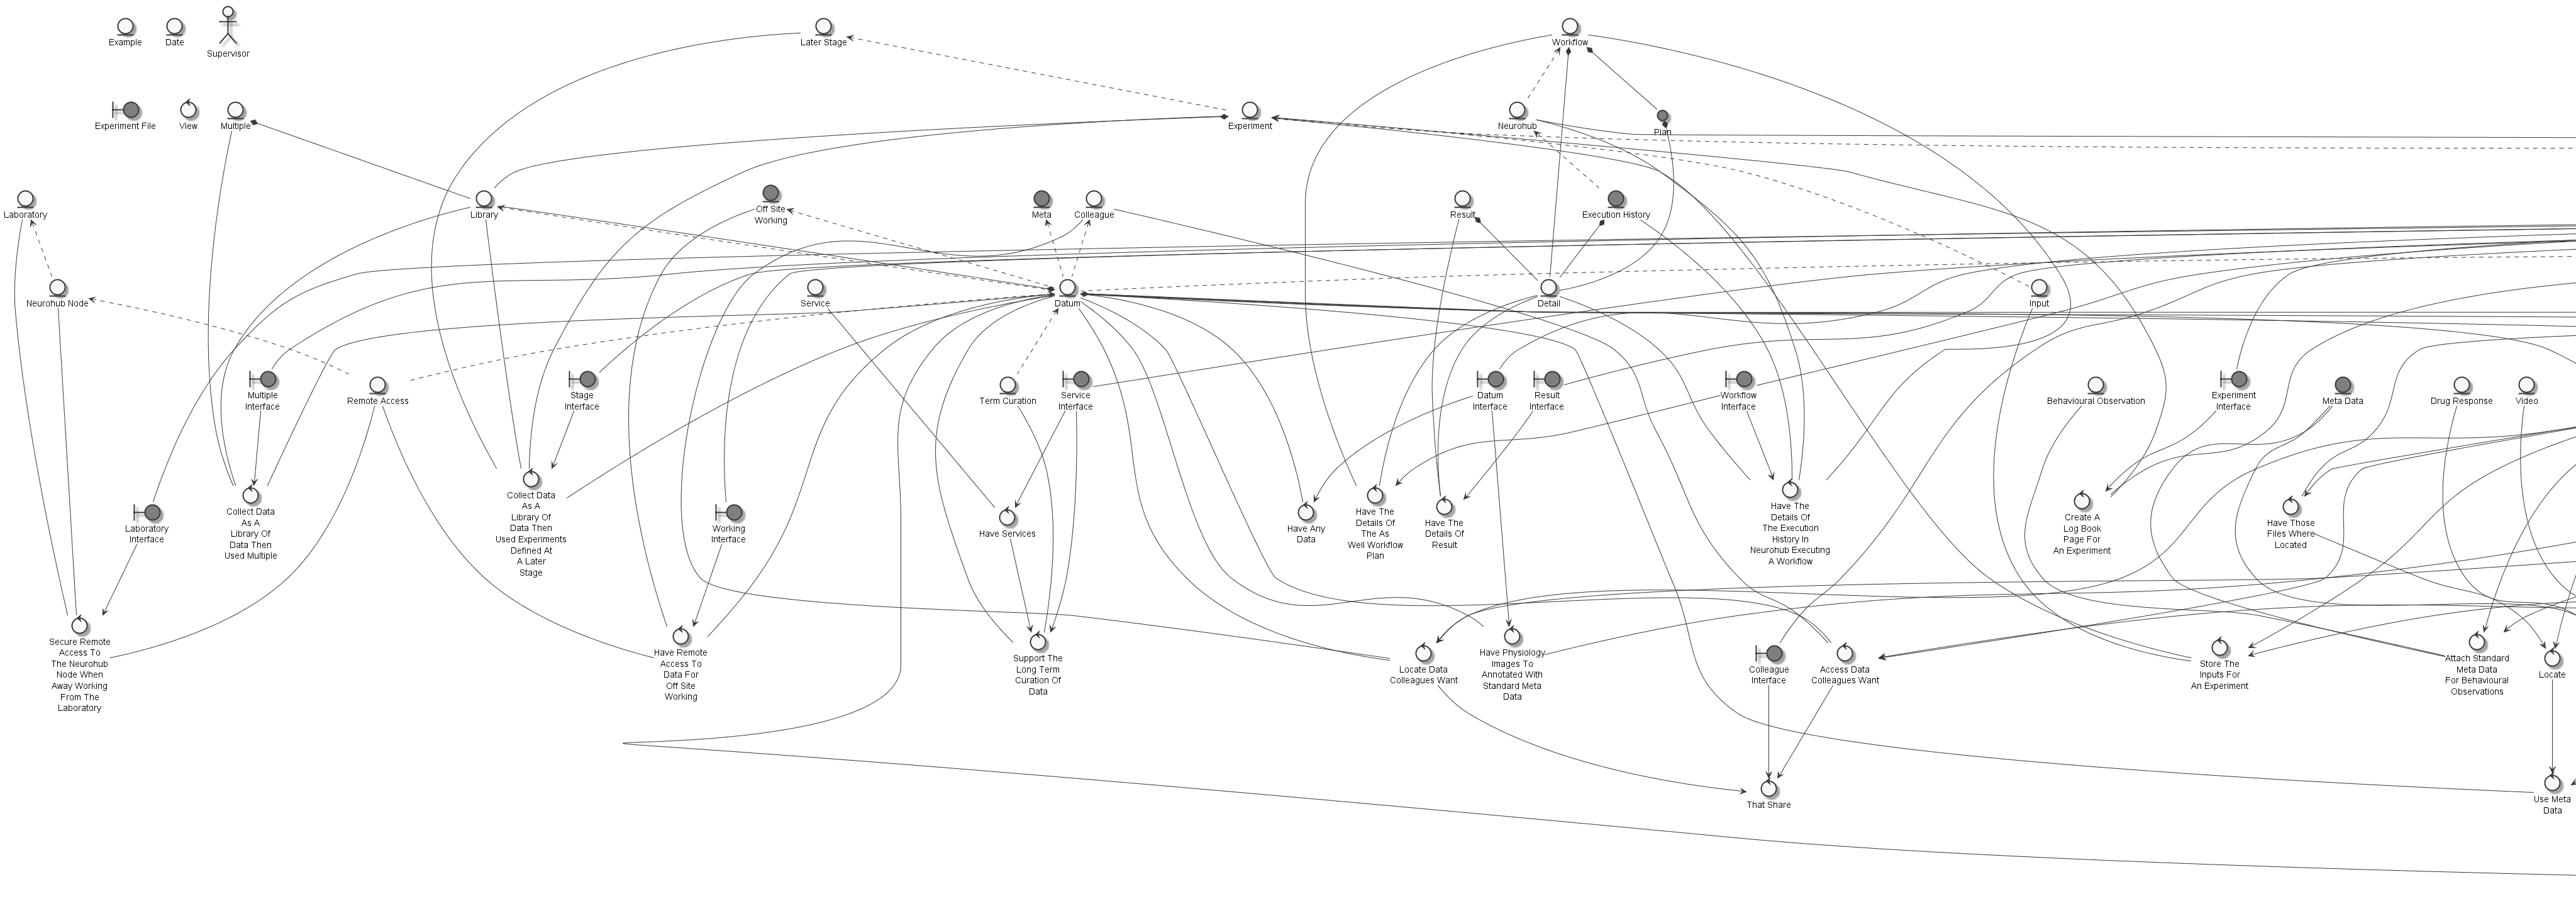 Example
Date
Supervisor
Later Stage
Workflow
Experiment File
View
Multiple
Experiment
Neurohub
Plan
Laboratory
Library
Off Site
Working
Meta
Colleague
Result
Execution History
Neurohub Node
Service
Datum
Detail
Input
Multiple
Interface
Remote Access
Stage
Interface
Term Curation
Service
Interface
Datum
Interface
Result
Interface
Workflow
Interface
Behavioural Observation
Experiment
Interface
Meta Data
Drug Response
Video
Laboratory
Interface
Collect Data
As A
Library Of
Data Then
Used Multiple
Collect Data
As A
Library Of
Data Then
Used Experiments
Defined At
A Later
Stage
Working
Interface
Have Services
Have Any
Data
Have The
Details Of
The As
Well Workflow
Plan
Have The
Details Of
Result
Have The
Details Of
The Execution
History In
Neurohub Executing
A Workflow
Create A
Log Book
Page For
An Experiment
Have Those
Files Where
Located
Secure Remote
Access To
The Neurohub
Node When
Away Working
From The
Laboratory
Have Remote
Access To
Data For
Off Site
Working
Support The
Long Term
Curation Of
Data
Locate Data
Colleagues Want
Have Physiology
Images To
Annotated With
Standard Meta
Data
Colleague
Interface
Access Data
Colleagues Want
Store The
Inputs For
An Experiment
Attach Standard
Meta Data
For Behavioural
Observations
Locate
That Share
Use Meta
Data